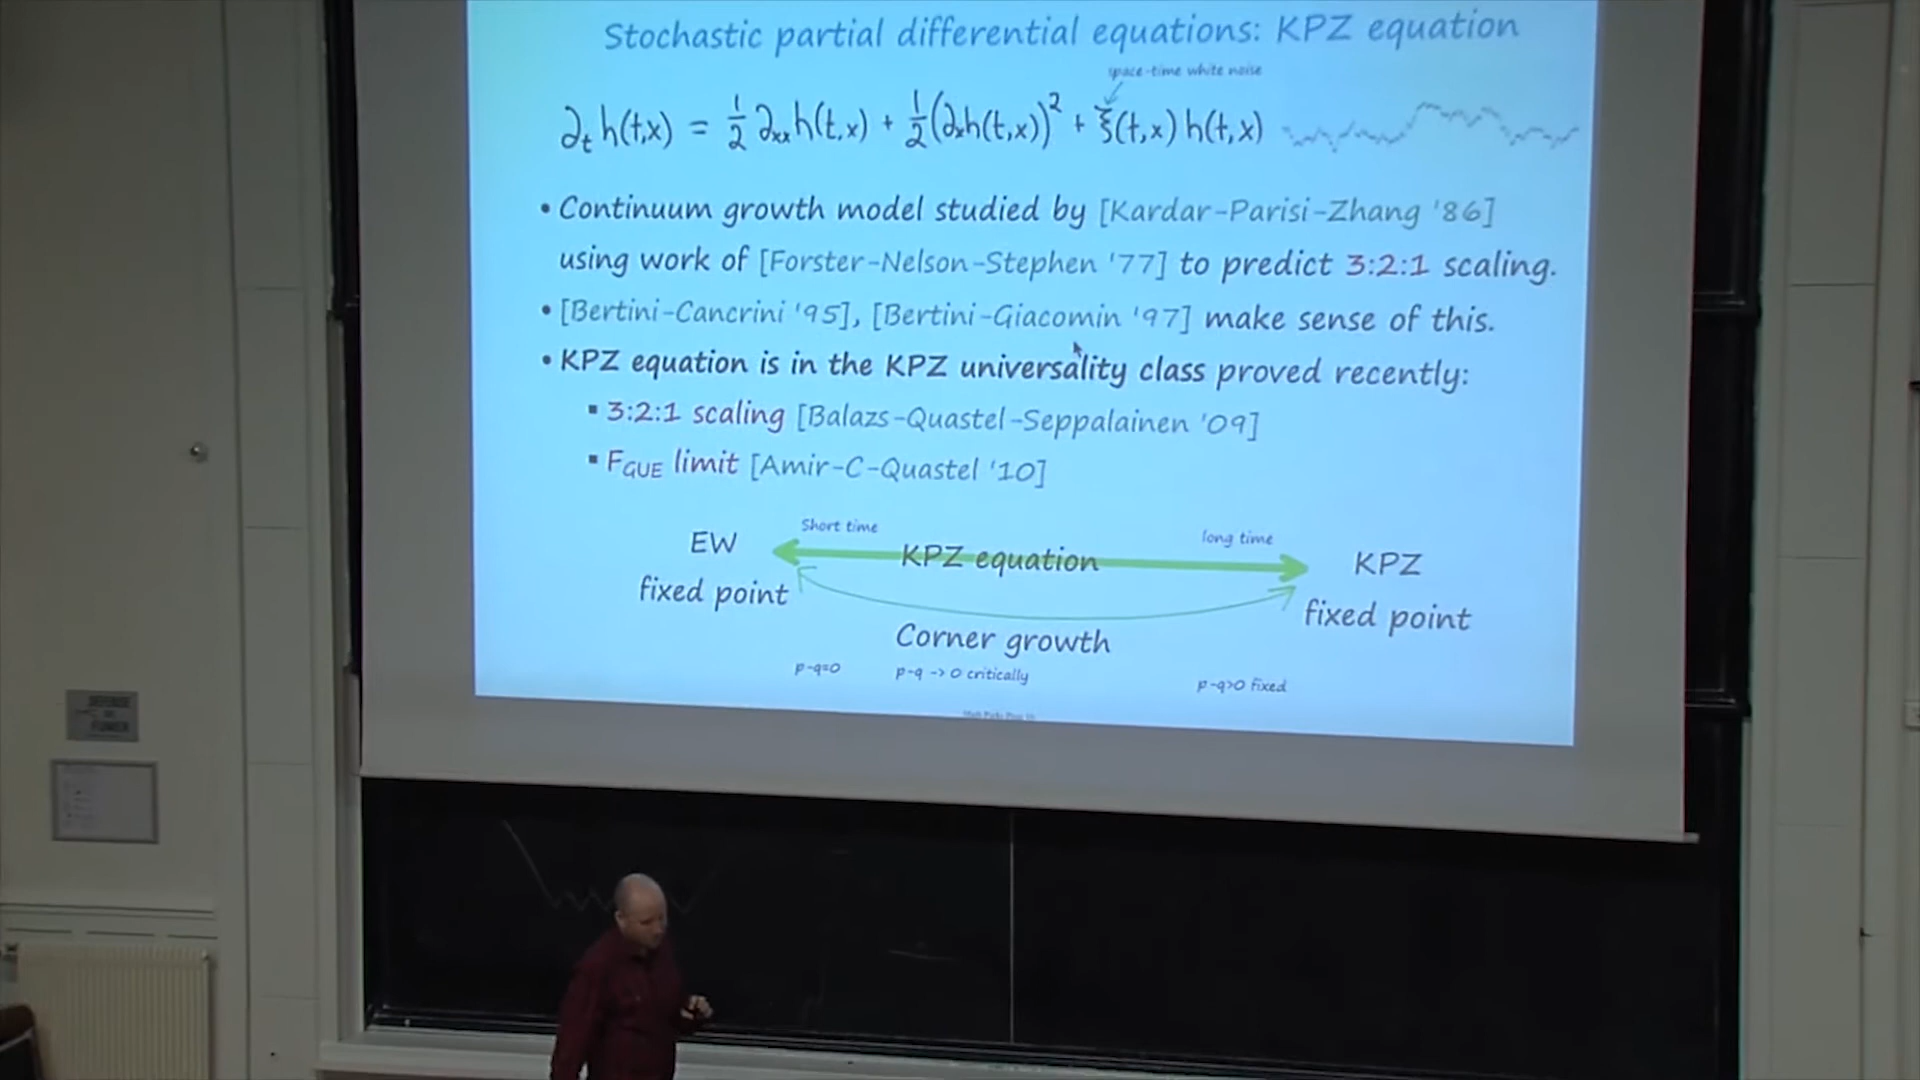 Stochastic partial differential equations: KPZ equation
space-time white noise
∂ₜh(t,x) = ½ ∂ₓₓh(t,x) + ½(∂ₓh(t,x))² + ξ(t,x)h(t,x)
• Continuum growth model studied by [Kardar-Parisi-Zhang '86]
using work of [Forster-Nelson-Stephen '77] to predict 3:2:1 scaling.
• [Bertini-Cancrini '95], [Bertini-Giacomin '97] make sense of this.
• KPZ equation is in the KPZ universality class proved recently:
▪ 3:2:1 scaling [Balazs-Quastel-Seppalainen '09]
▪ F_GUE limit [Amir-C-Quastel '10]
Short time
long time
EW
KPZ equation
KPZ
fixed point
fixed point
Corner growth
p-q=0
p-q -> 0 critically
p-q>0 fixed